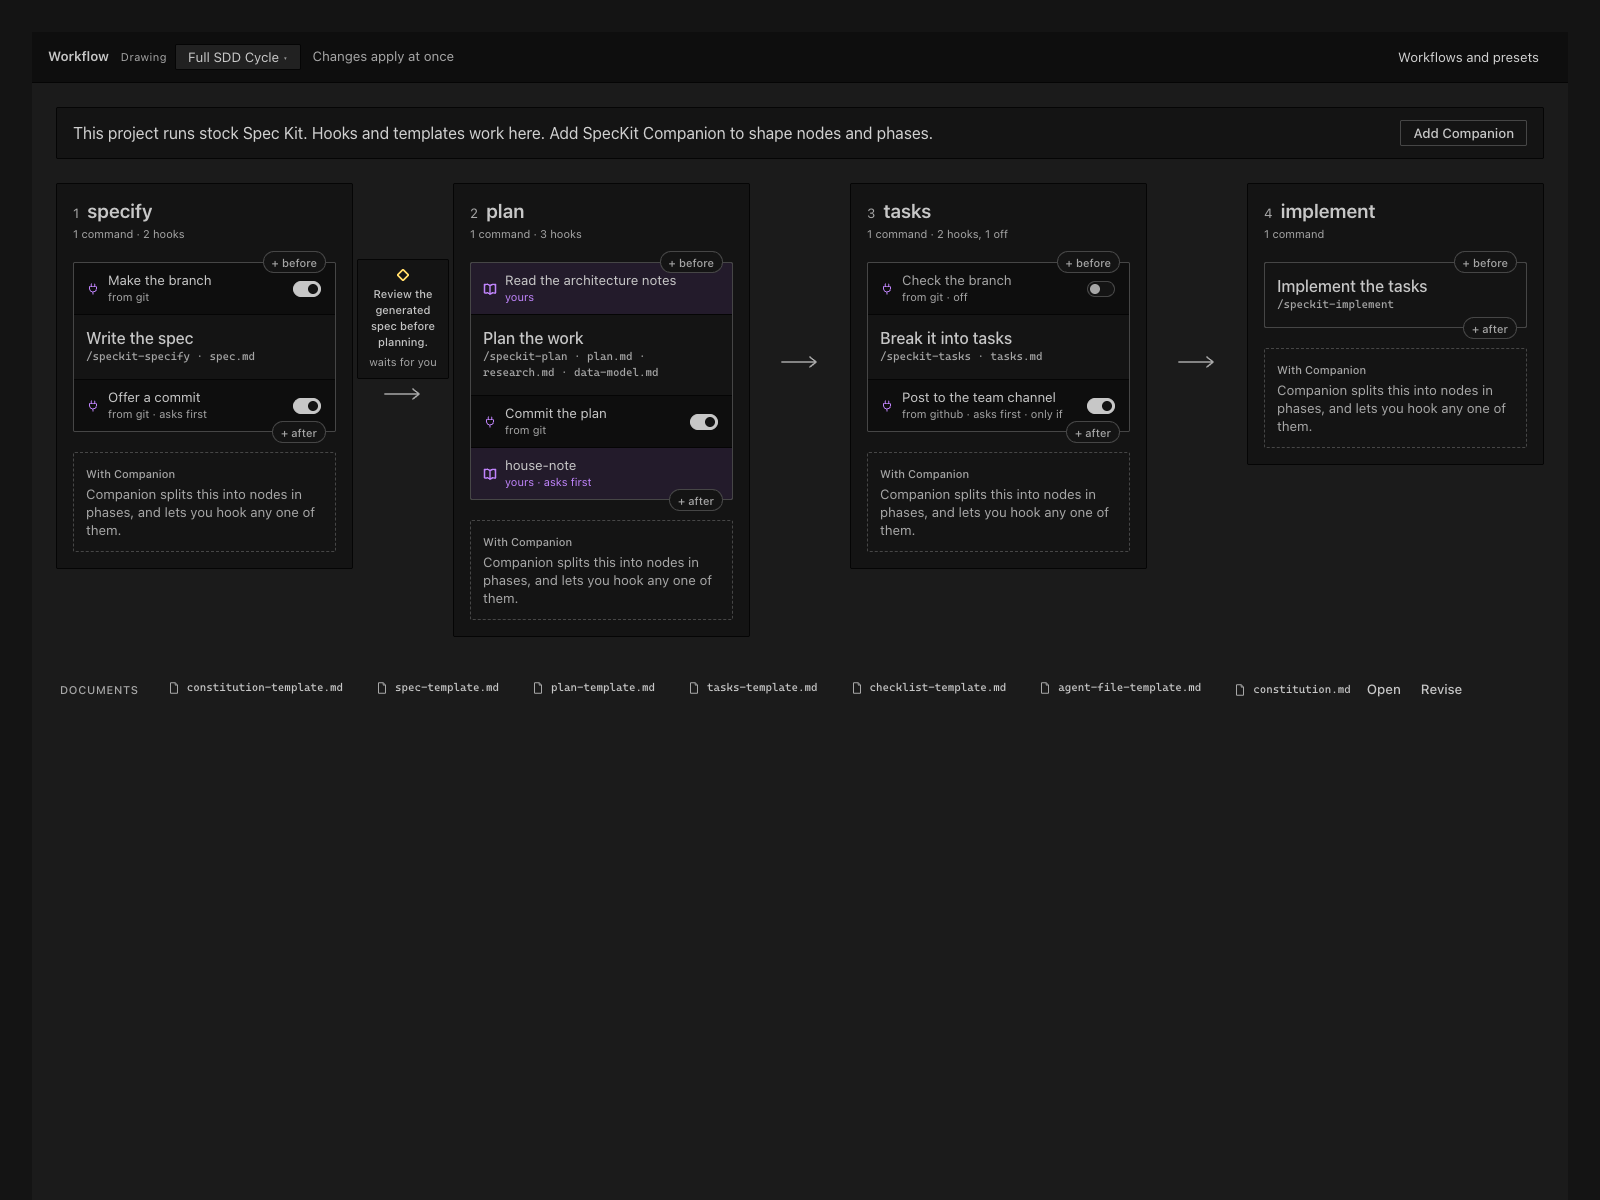 Workflow Drawing Full SDD Cycle · Changes apply at once Workflows and presets
This project runs stock Spec Kit. Hooks and templates work here. Add SpecKit Companion to shape nodes and phases. Add Companion
1 specify
1 command · 2 hooks
+ before
Make the branch
from git
Write the spec
/speckit-specify · spec.md
Offer a commit
from git · asks first
+ after
With Companion
Companion splits this into nodes in
phases, and lets you hook any one of
them.
Review the
generated
spec before
planning.
waits for you
2 plan
1 command · 3 hooks
+ before
Read the architecture notes
yours
Plan the work
/speckit-plan · plan.md ·
research.md · data-model.md
Commit the plan
from git
house-note
yours · asks first
+ after
With Companion
Companion splits this into nodes in
phases, and lets you hook any one of
them.
3 tasks
1 command · 2 hooks, 1 off
+ before
Check the branch
from git · off
Break it into tasks
/speckit-tasks · tasks.md
Post to the team channel
from github · asks first · only if
+ after
With Companion
Companion splits this into nodes in
phases, and lets you hook any one of
them.
4 implement
1 command
+ before
Implement the tasks
/speckit-implement
+ after
With Companion
Companion splits this into nodes in
phases, and lets you hook any one of
them.
DOCUMENTS constitution-template.md spec-template.md plan-template.md tasks-template.md checklist-template.md agent-file-template.md constitution.md Open Revise